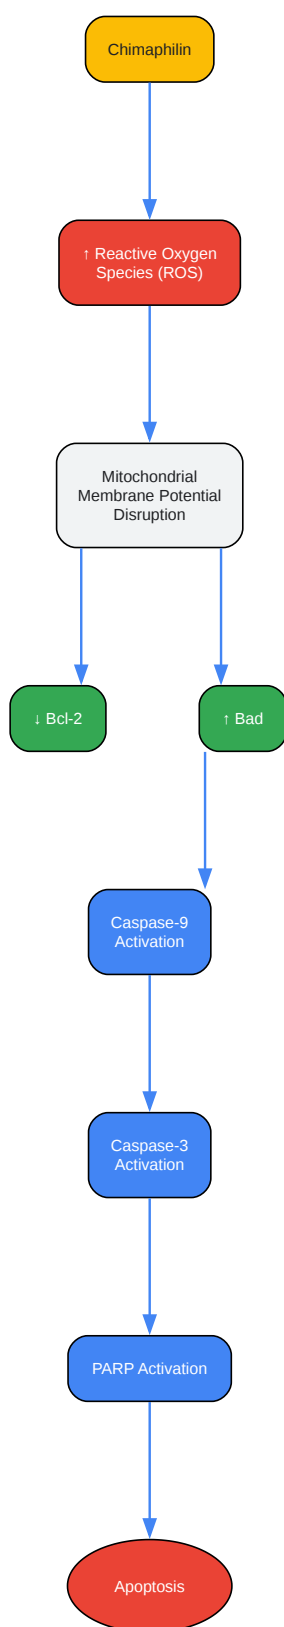 Chimaphilin
↑ Reactive Oxygen
Species (ROS)
Mitochondrial
Membrane Potential
Disruption
↓ Bcl-2
↑ Bad
Caspase-9
Activation
Caspase-3
Activation
PARP Activation
Apoptosis